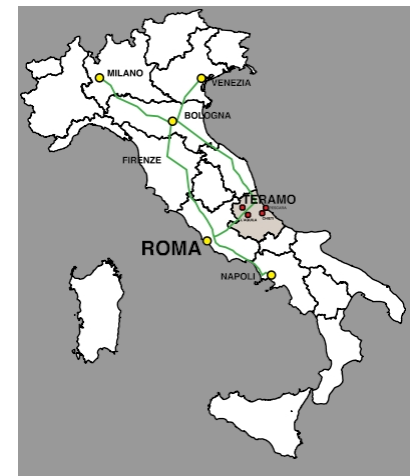 MILANO
VENEZIA
BOLOGNA
FIRENZE
TERAMO
ROMA
NAPOLI